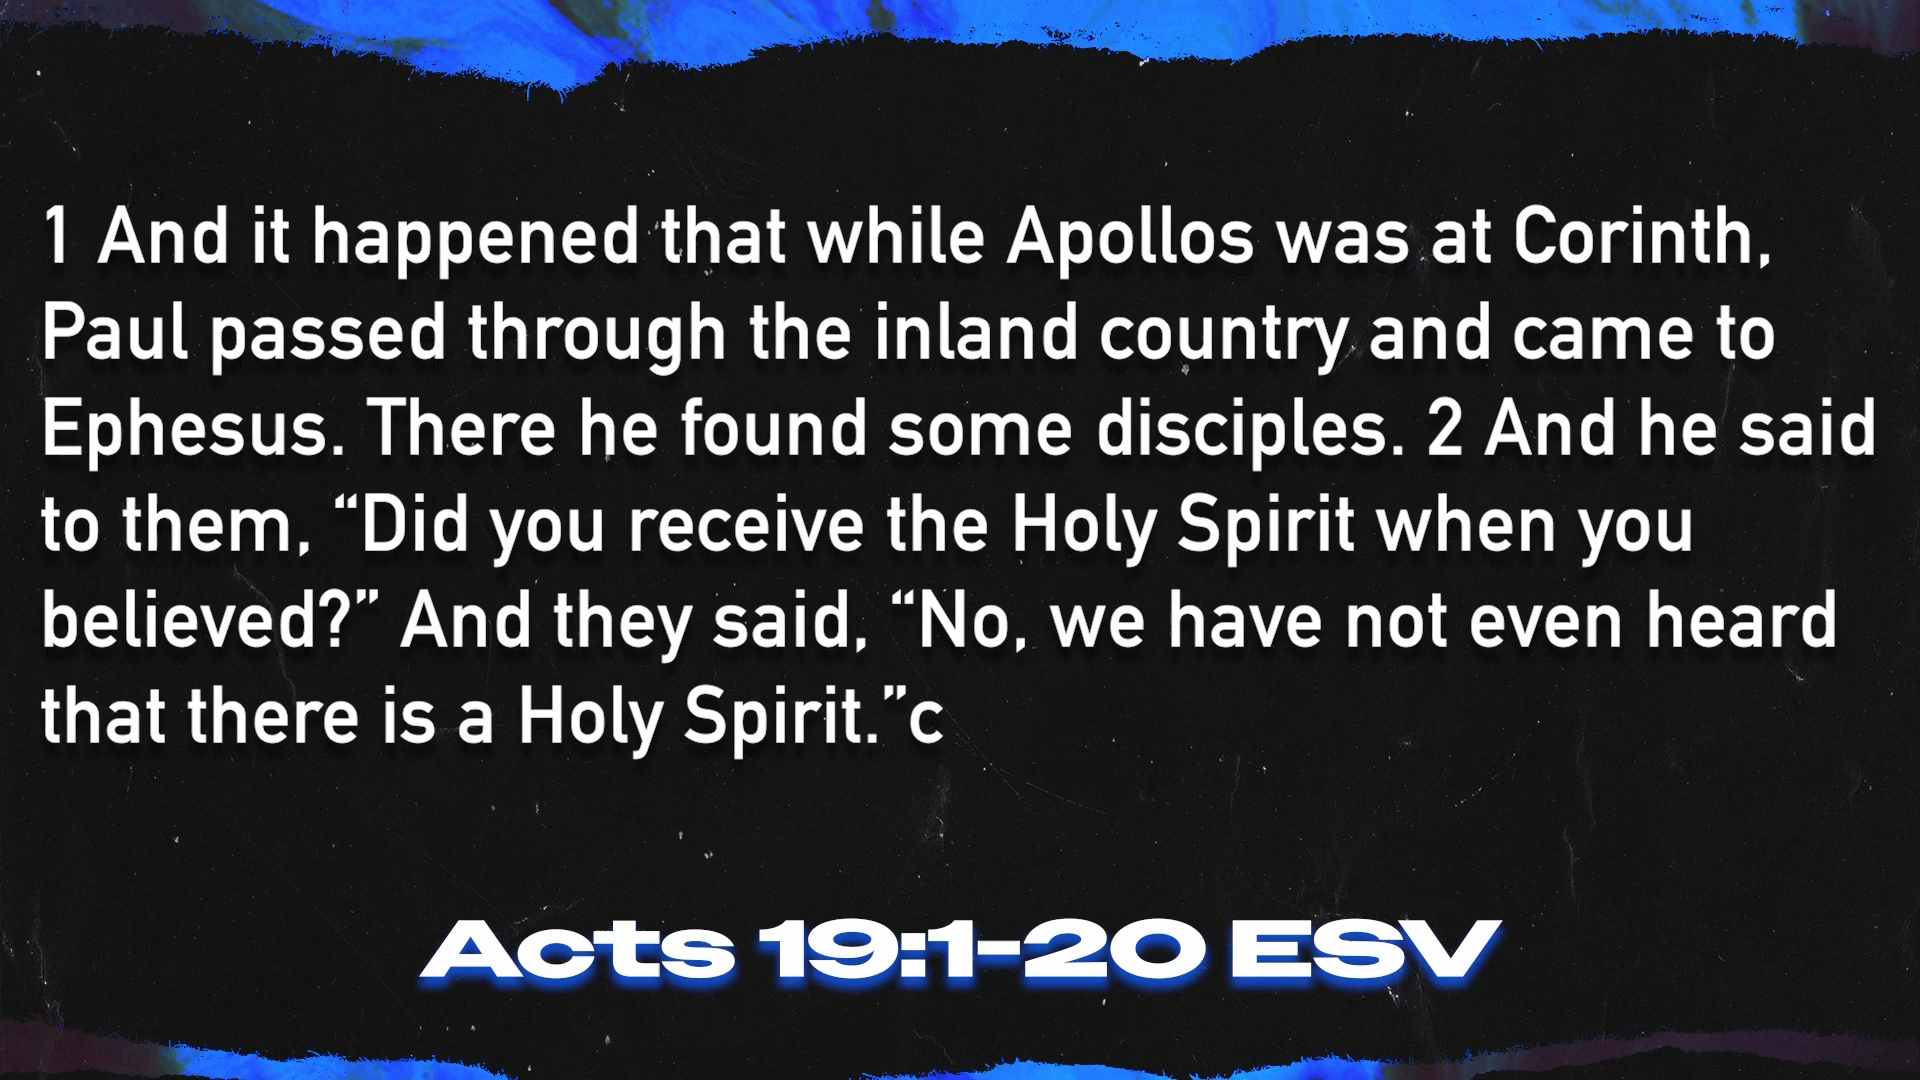 1 And it happened that while Apollos was at Corinth,
Paul passed through the inland country and came to
Ephesus. There he found some disciples. 2 And he said
to them, “Did you receive the Holy Spirit when you
believed?” And they said, “No, we have not even heard
that there is a Holy Spirit.”c
Acts 19:1-20 ESV